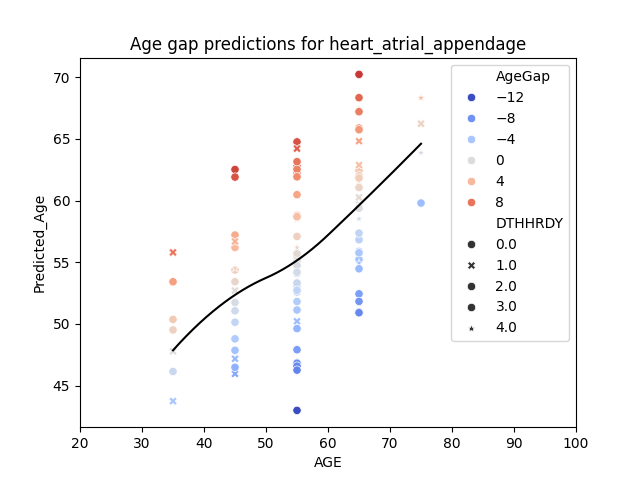 Age gap predictions for heart_atrial_appendage
Predicted_Age
70
65
60
55
50
45
20 30 40 50 60 70 80 90 100
AGE
AgeGap
−12
−8
−4
0
4
8
DTHHRDY
0.0
1.0
2.0
3.0
4.0